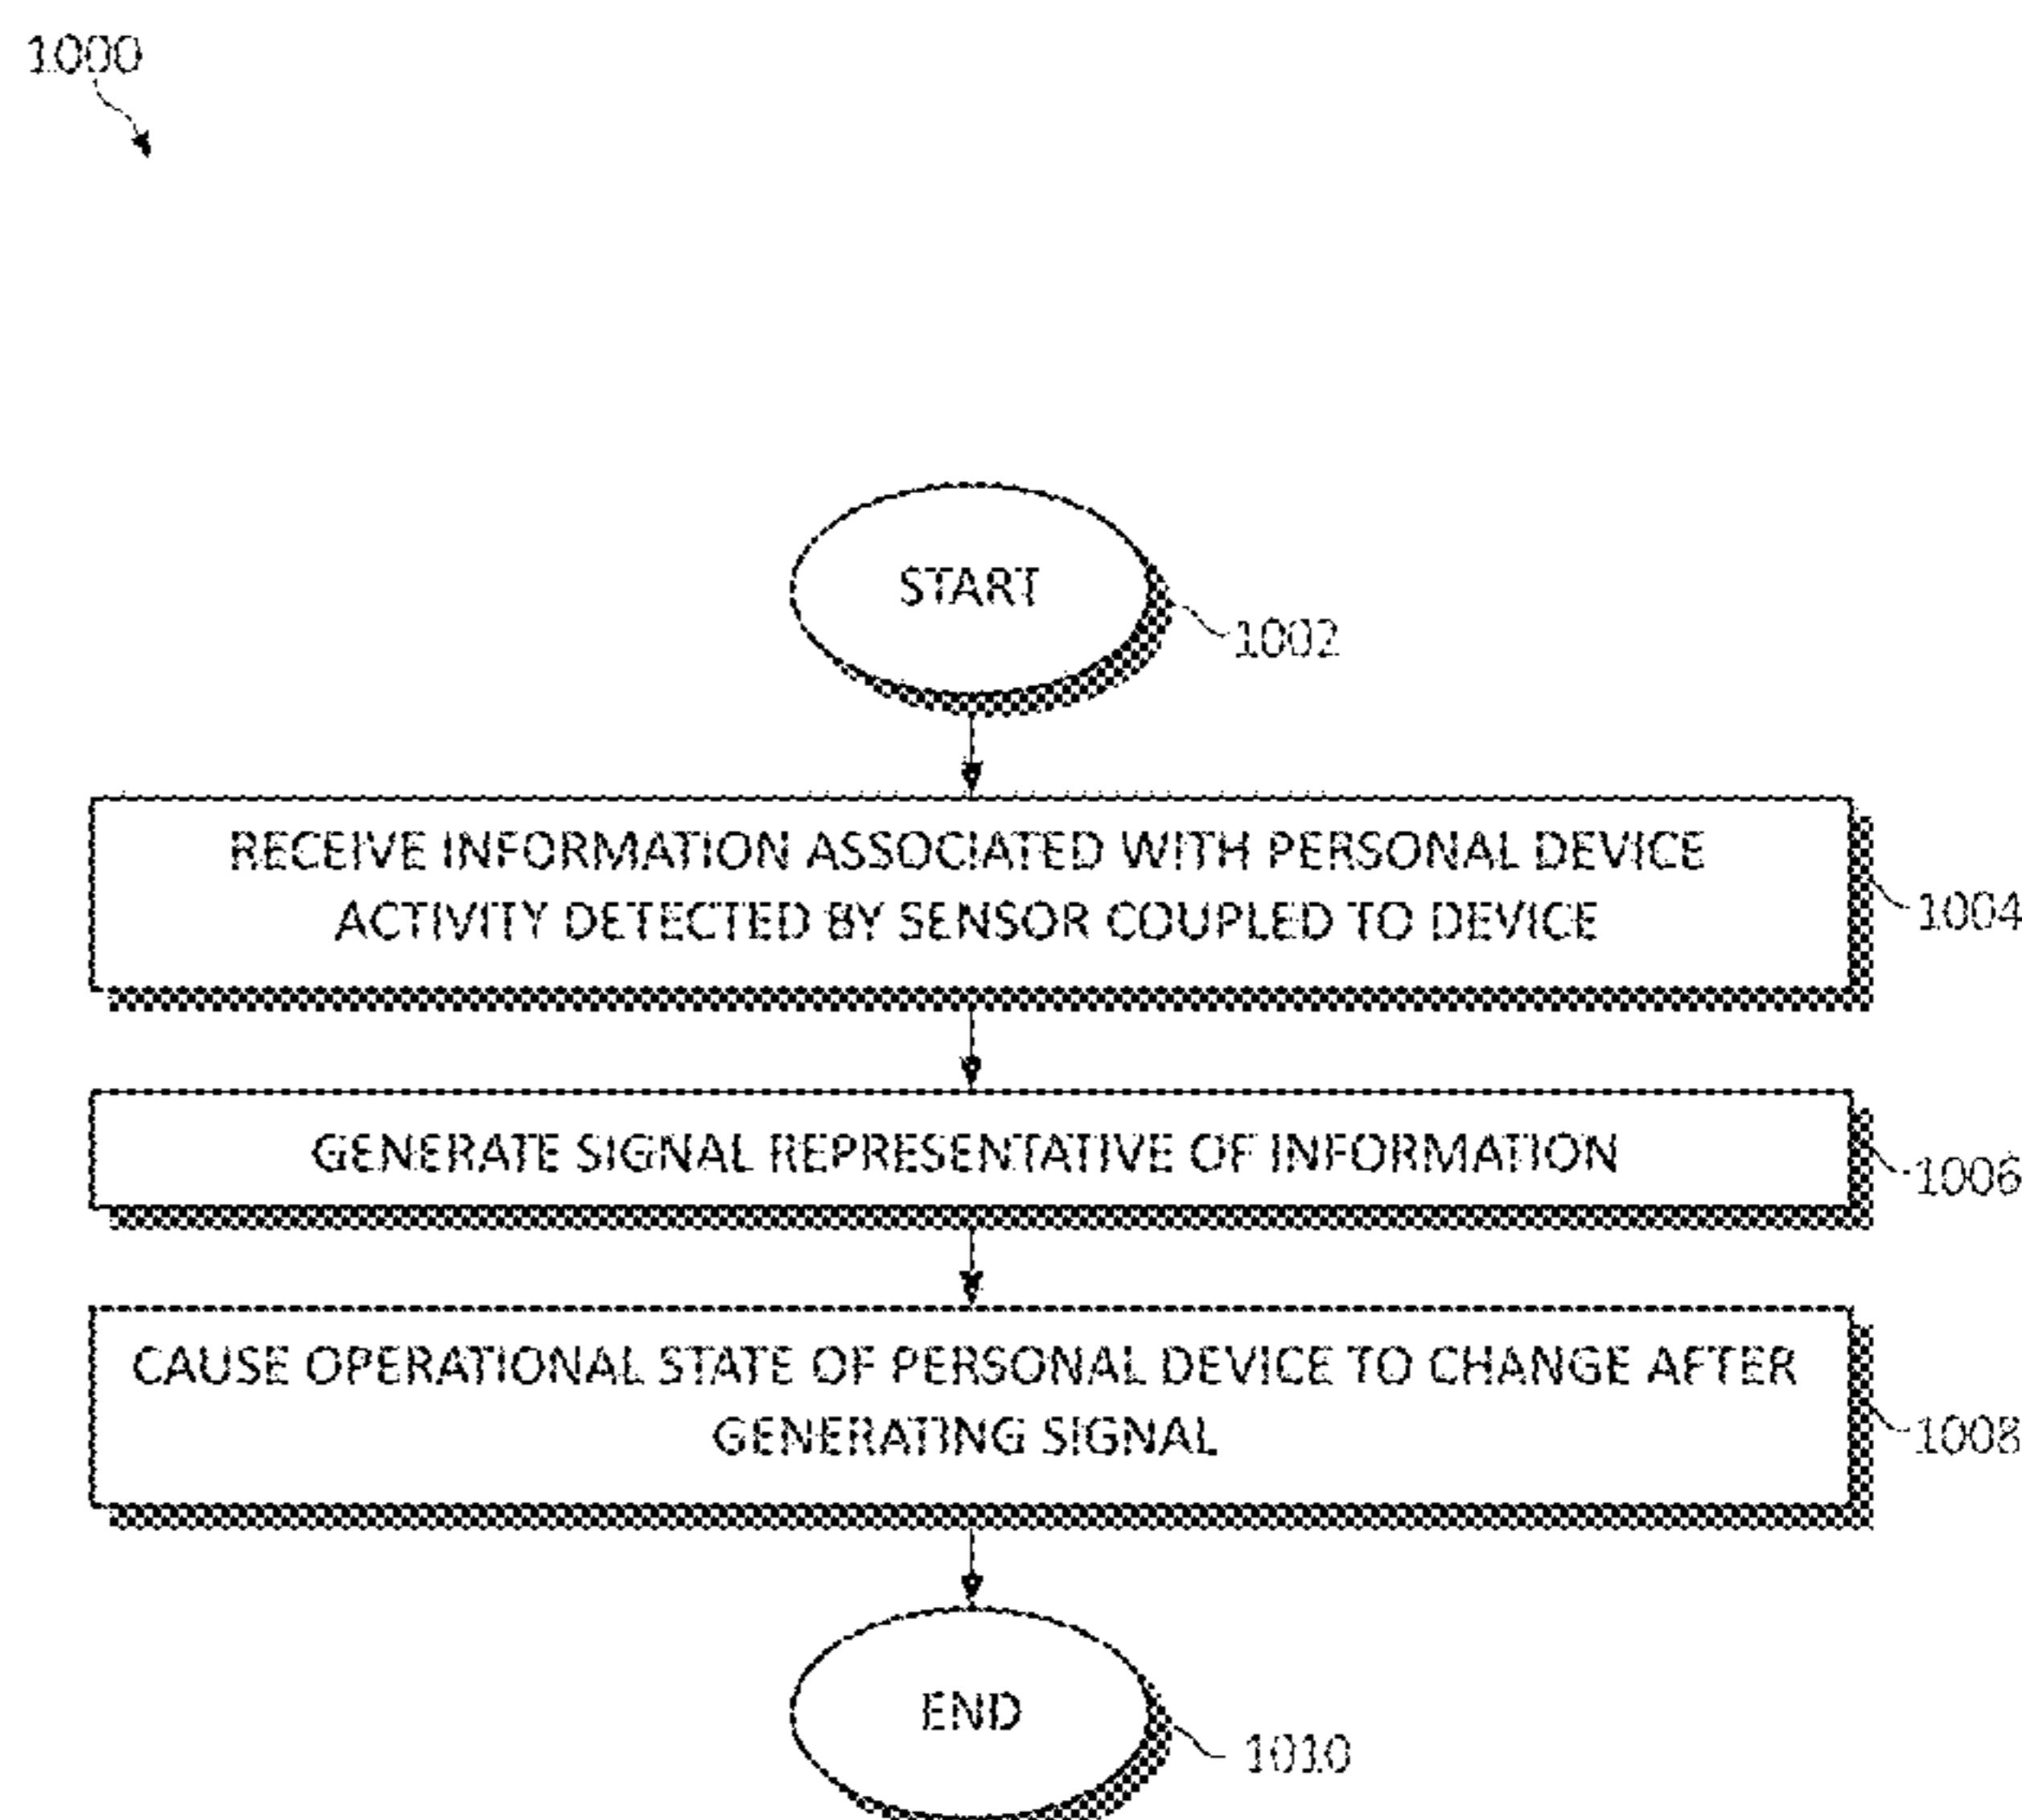 1000
START
1002
RECEIVE INFORMATION ASSOCIATED WITH PERSONAL DEVICE
ACTIVITY DETECTED BY SENSOR COUPLED TO DEVICE
1004
GENERATE SIGNAL REPRESENTATIVE OF INFORMATION
1006
CAUSE OPERATIONAL STATE OF PERSONAL DEVICE TO CHANGE AFTER
GENERATING SIGNAL
1008
END
1010